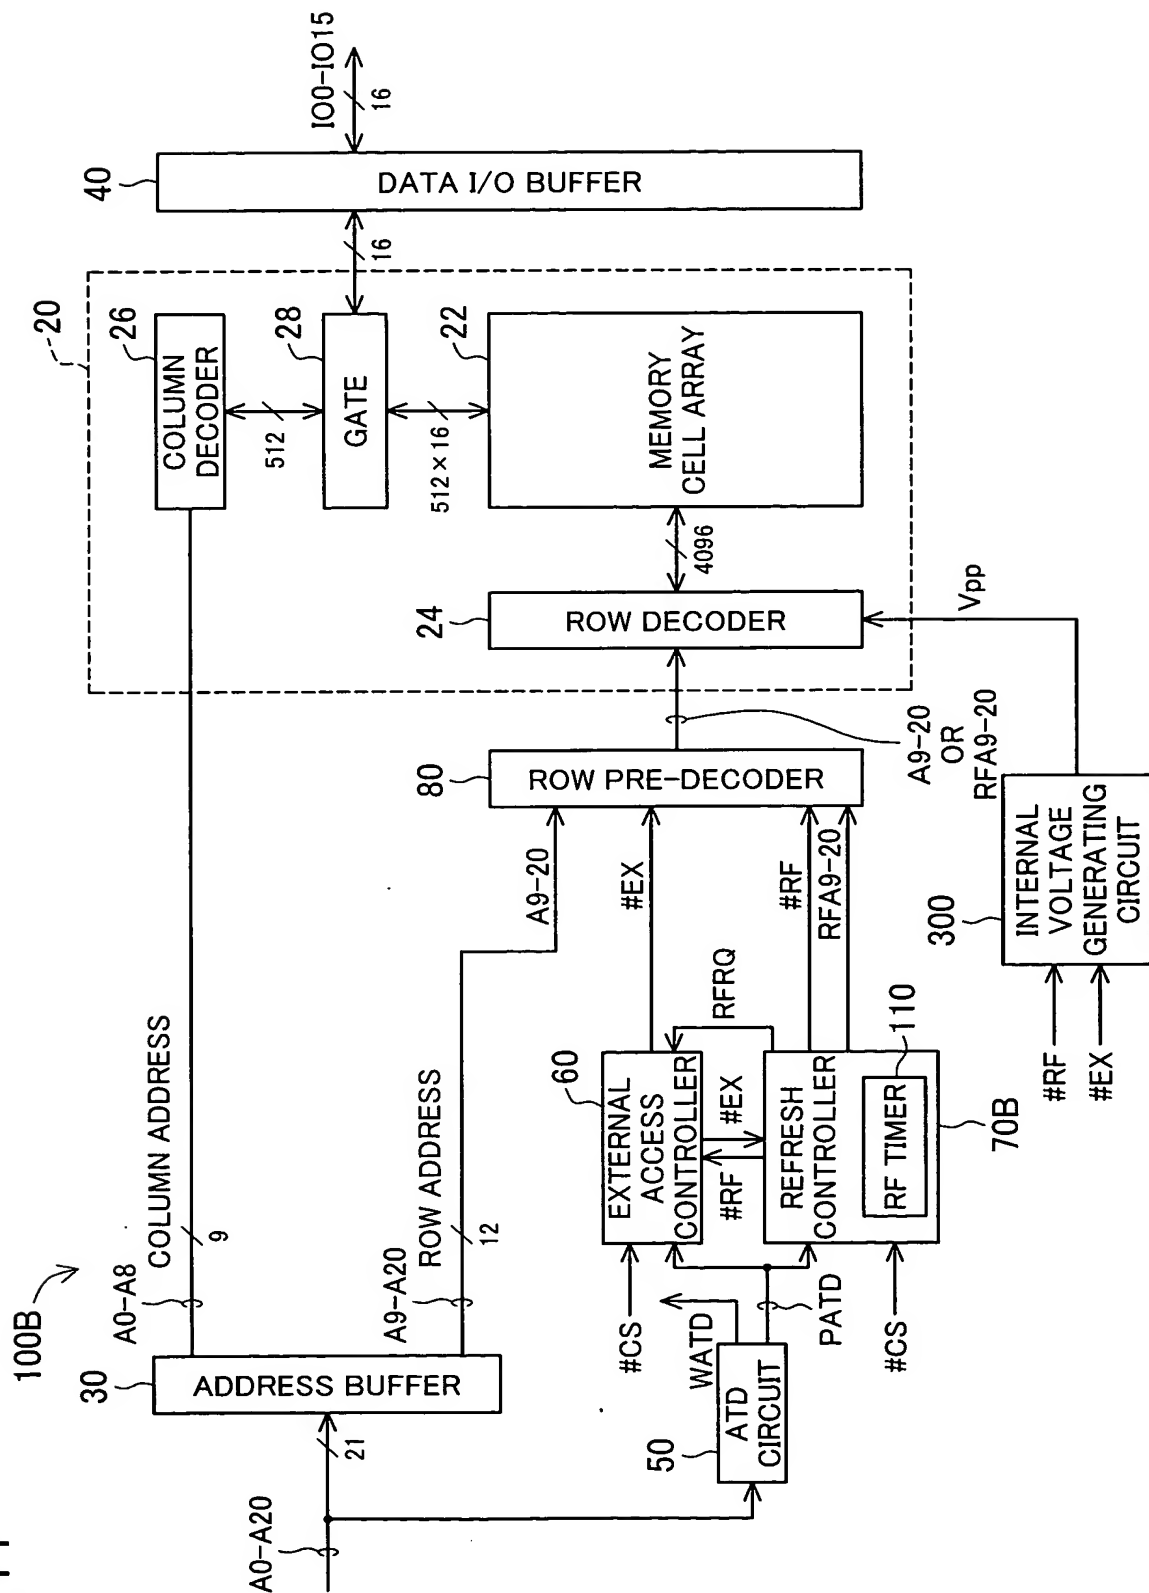 100B
A0-A20
21
30
ADDRESS BUFFER
A0-A8
COLUMN ADDRESS
9
A9-A20
ROW ADDRESS
12
50
ATD
CIRCUIT
WATD
PATD
#CS
#CS
60
EXTERNAL
ACCESS
CONTROLLER
#RF
#EX
RFRQ
REFRESH
CONTROLLER
RF TIMER
110
70B
A9-20
#EX
#RF
RFA9-20
80
ROW PRE-DECODER
A9-20
OR
RFA9-20
#RF
#EX
300
INTERNAL
VOLTAGE
GENERATING
CIRCUIT
Vpp
20
24
ROW DECODER
4096
26
COLUMN
DECODER
512
28
GATE
512×16
22
MEMORY
CELL ARRAY
16
40
DATA I/O BUFFER
IO0-IO15
16